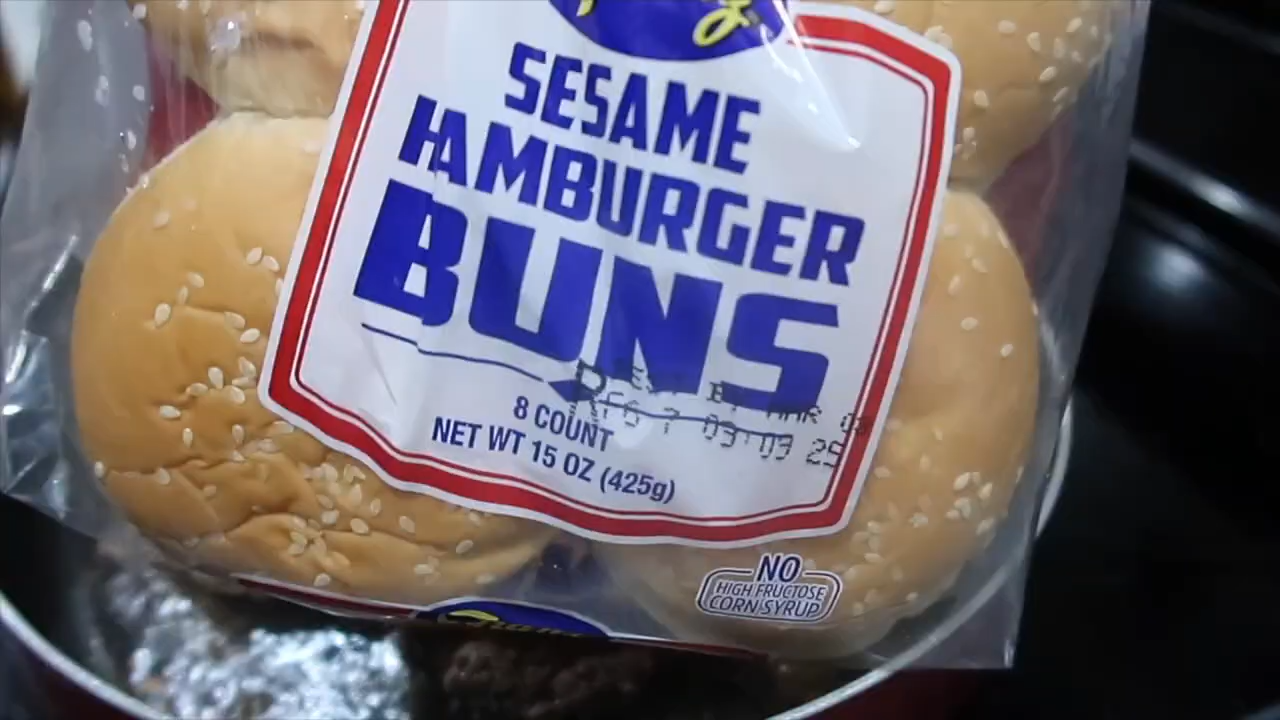 SESAME
HAMBURGER
BUNS
8 COUNT
NET WT 15 OZ (425g)
NO
HIGH FRUCTOSE
CORN SYRUP